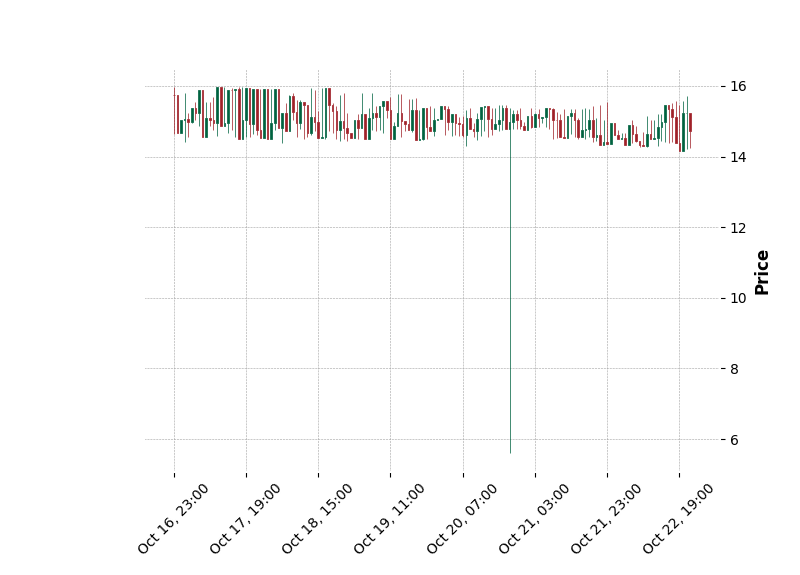 16
14
12
10
8
6
Price
Oct 16, 23:00
Oct 17, 19:00
Oct 18, 15:00
Oct 19, 11:00
Oct 20, 07:00
Oct 21, 03:00
Oct 21, 23:00
Oct 22, 19:00